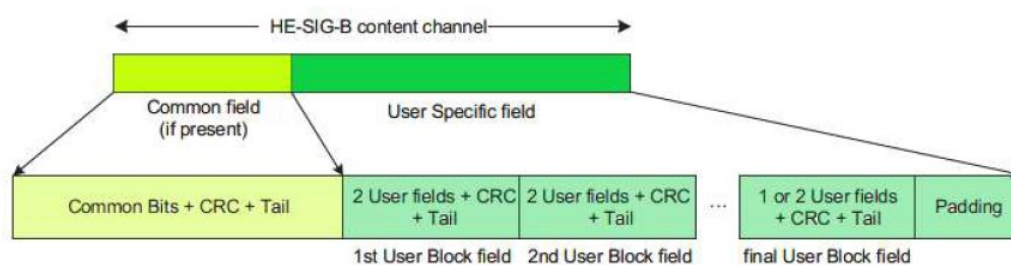 HE-SIG-B content channel
Common field
(if present)
User Specific field
Common Bits + CRC + Tail
2 User fields + CRC
+ Tail
2 User fields + CRC
+ Tail
...
1 or 2 User fields
+ CRC + Tail
Padding
1st User Block field
2nd User Block field
final User Block field